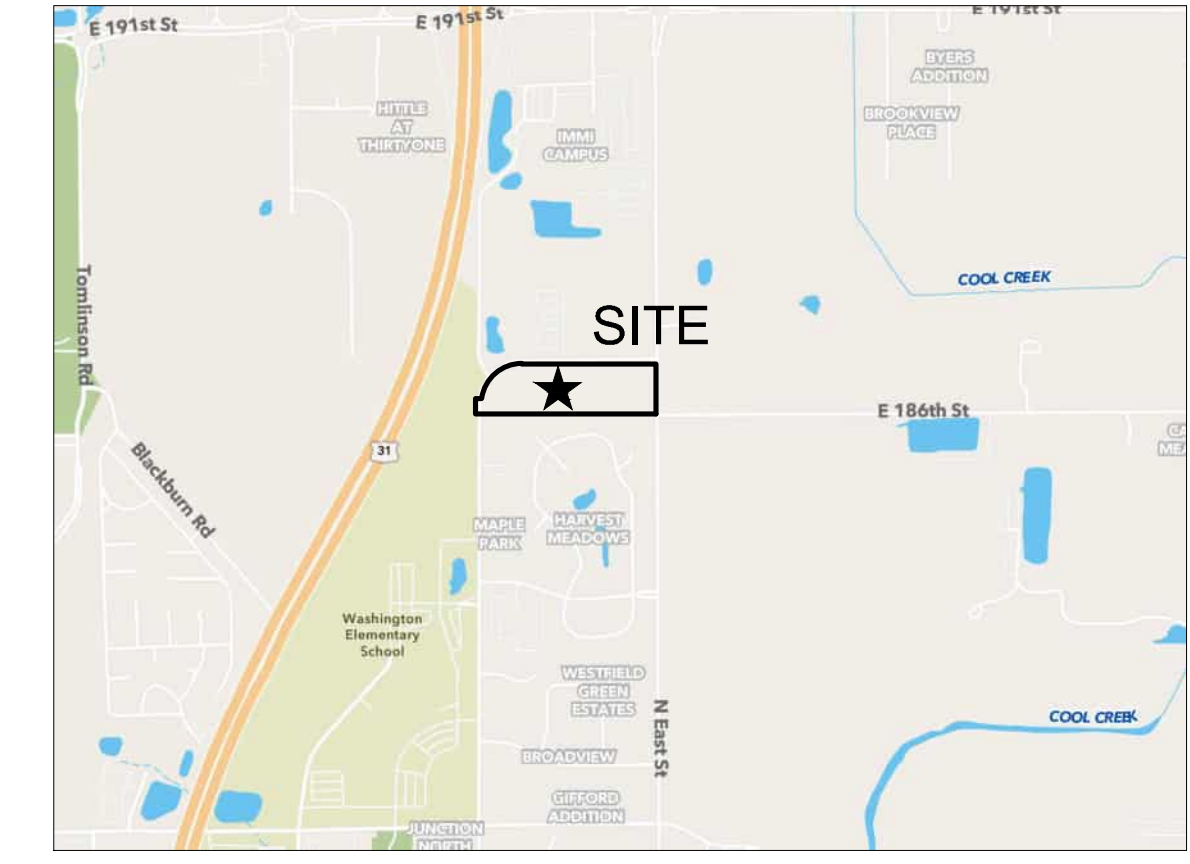 E 191st St
E 191st St
E 191st St
BYERS
ADDITION
HITTLE
AT
THIRTYONE
BROOKVIEW
PLACE
IMMI
CAMPUS
Tomlinson Rd
COOL CREEK
SITE
E 186th St
31
Blackburn Rd
MAPLE
PARK
HARVEST
MEADOWS
Washington
Elementary
School
WESTFIELD
GREEN
ESTATES
N East St
COOL CREEK
BROADVIEW
GIFFORD
ADDITION
JUNCTION
NORTH